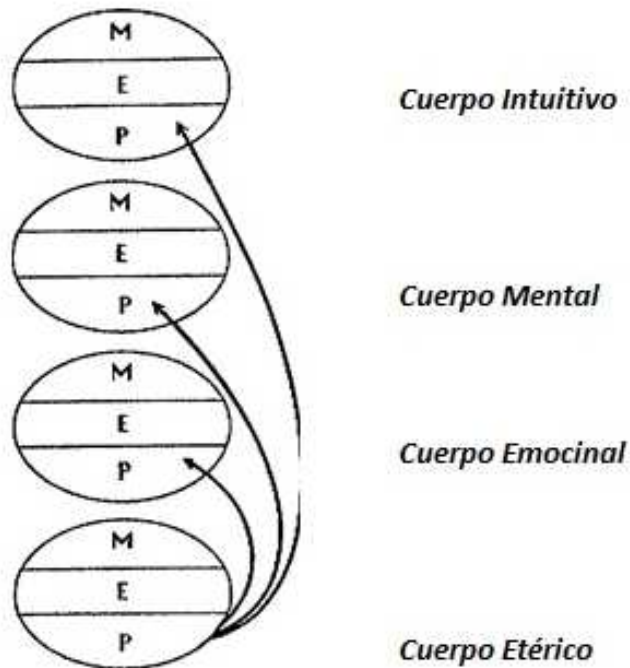 M
E
Cuerpo Intuitivo
P
M
E
Cuerpo Mental
P
M
E
Cuerpo Emocinal
P
M
E
P
Cuerpo Etérico